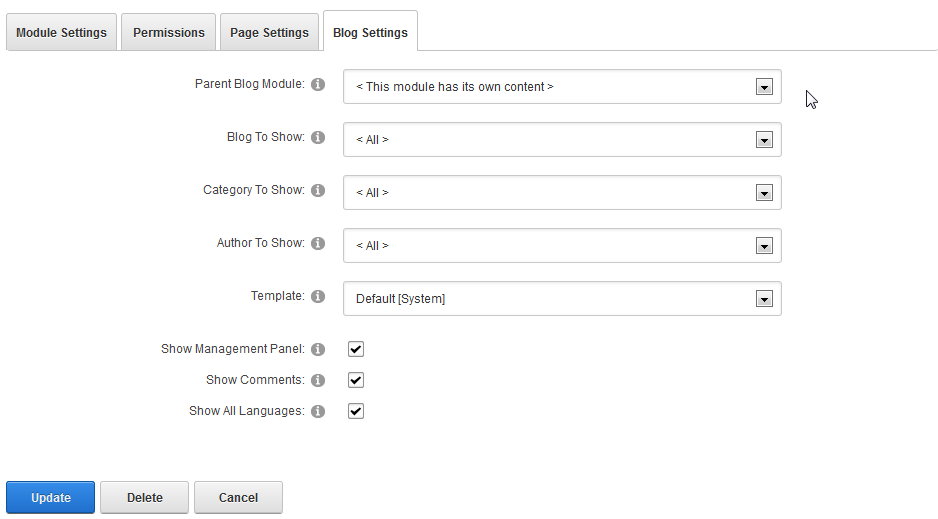 Module Settings Permissions Page Settings Blog Settings
Parent Blog Module: < This module has its own content >
Blog To Show: < All >
Category To Show: < All >
Author To Show: < All >
Template: Default [System]
Show Management Panel:
Show Comments:
Show All Languages:
Update Delete Cancel